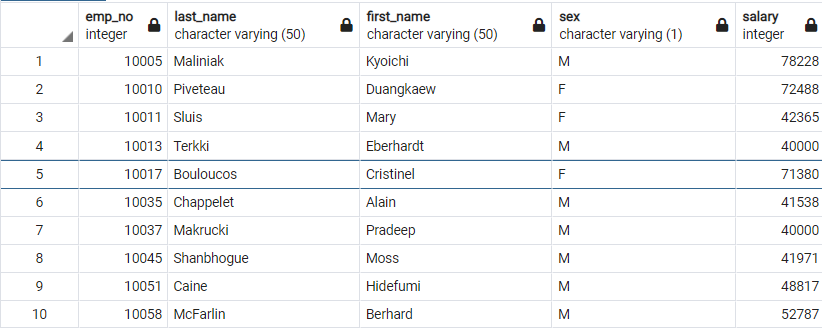 emp_no last_name first_name sex salary
integer character varying (50) character varying (50) character varying (1) integer
1 10005 Maliniak Kyoichi M 78228
2 10010 Piveteau Duangkaew F 72488
3 10011 Sluis Mary F 42365
4 10013 Terkki Eberhardt M 40000
5 10017 Bouloucos Cristinel F 71380
6 10035 Chappelet Alain M 41538
7 10037 Makrucki Pradeep M 40000
8 10045 Shanbhogue Moss M 41971
9 10051 Caine Hidefumi M 48817
10 10058 McFarlin Berhard M 52787